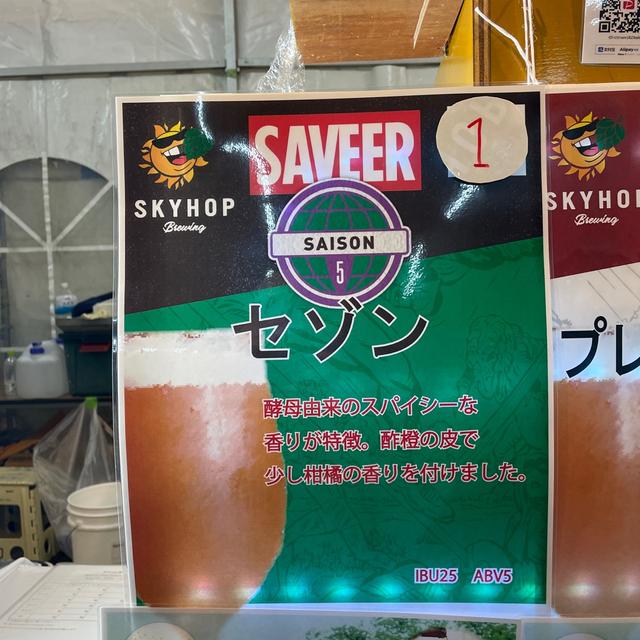 SKYHOP
Brewing
SAVEER
1
SAISON
5
セゾン
酵母由来のスパイシーな
香りが特徴。酢橙の皮で
少し柑橘の香りを付けました。
IBU25 ABV5
SKYHOP
Brewing
プレ
Alipay